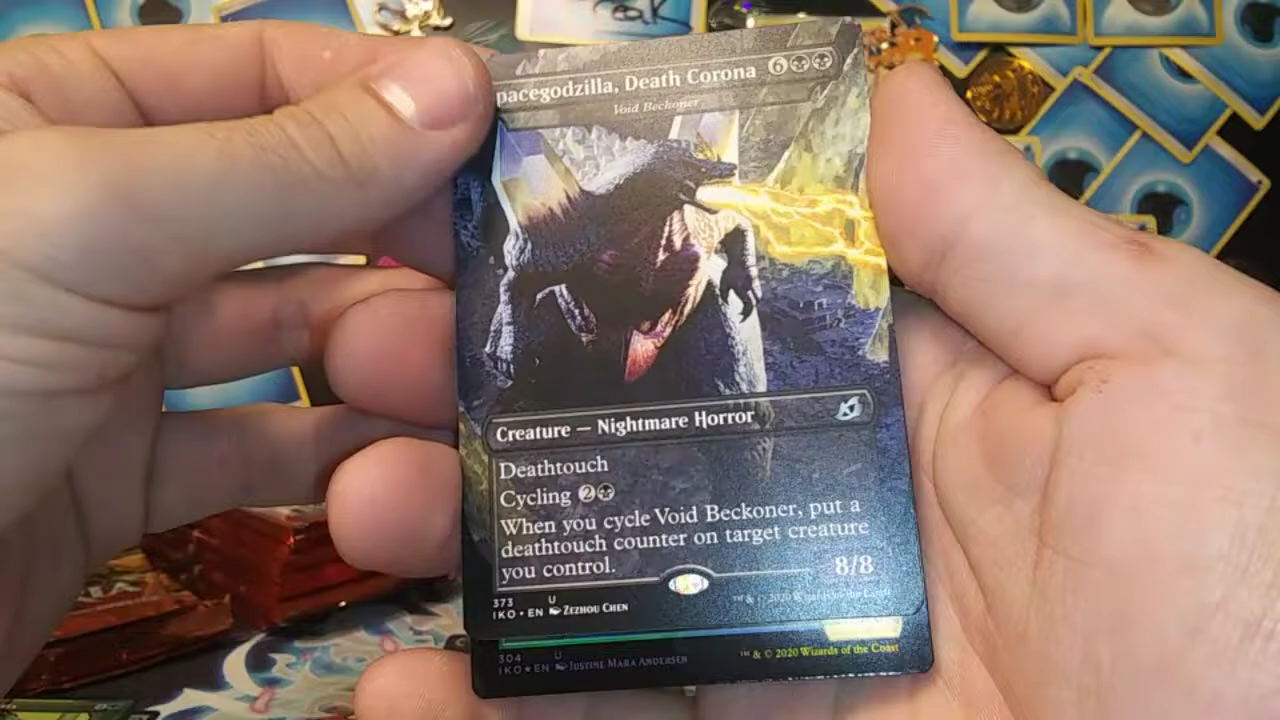 pacegodzilla, Death Corona 6
Void Beckoner
Creature — Nightmare Horror
Deathtouch
Cycling 2
When you cycle Void Beckoner, put a
deathtouch counter on target creature
you control.
8/8
373 U
IKO • EN ZEZHOU CHEN
™ & © 2020 Wizards of the Coast
304 U
IKO ★ EN JUSTINE MARA ANDERSEN
™ & © 2020 Wizards of the Coast